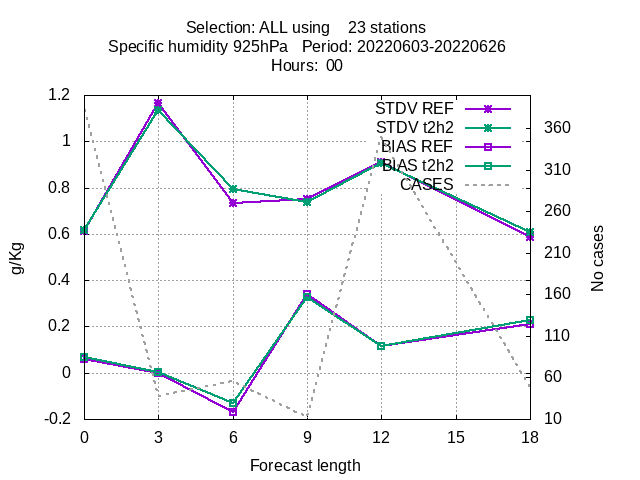 Selection: ALL using    23 stations
Specific humidity 925hPa   Period: 20220603-20220626
Hours:  00
STDV REF
STDV t2h2
BIAS REF
BIAS t2h2
CASES
1.2
1
0.8
0.6
0.4
0.2
0
-0.2
g/Kg
360
310
260
210
160
110
60
10
No cases
0 3 6 9 12 15 18
Forecast length